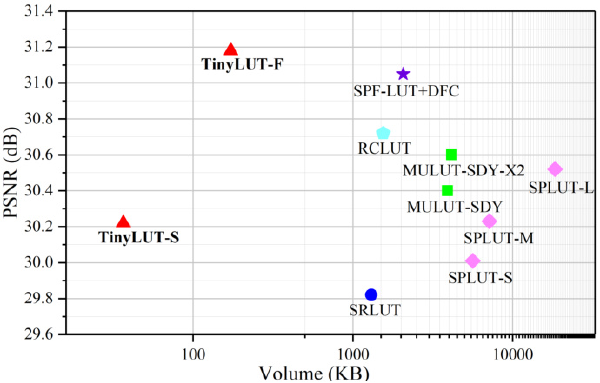 31.4
31.2
31.0
30.8
30.6
30.4
30.2
30.0
29.8
29.6
PSNR (dB)
TinyLUT-F
SPF-LUT+DFC
RCLUT
MULUT-SDY-X2
SPLUT-L
MULUT-SDY
TinyLUT-S
SPLUT-M
SPLUT-S
SRLUT
100
1000
10000
Volume (KB)